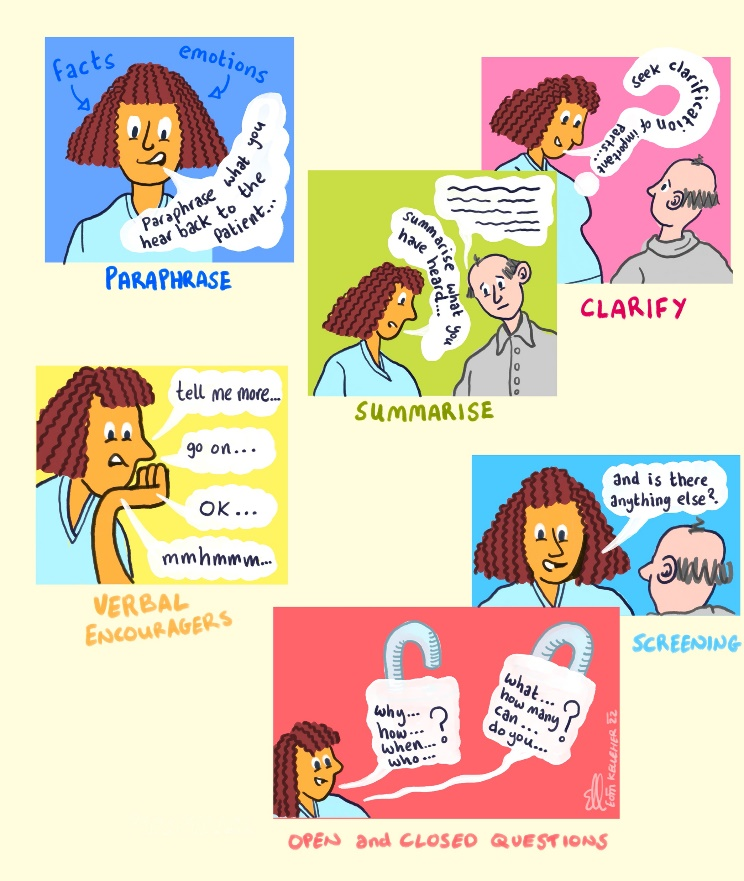 facts
emotions
Paraphrase what you
hear back to the
patient...
PARAPHRASE
seek clarification of important
parts...
CLARIFY
summarise what you
have heard...
SUMMARISE
tell me more...
go on...
OK...
mmhmmm...
VERBAL
ENCOURAGERS
and is there
anything else?
SCREENING
why...
how...
when...
who...
?
what...
how many
can ...
do you...
?
KELLEHER 22
OPEN and CLOSED QUESTIONS